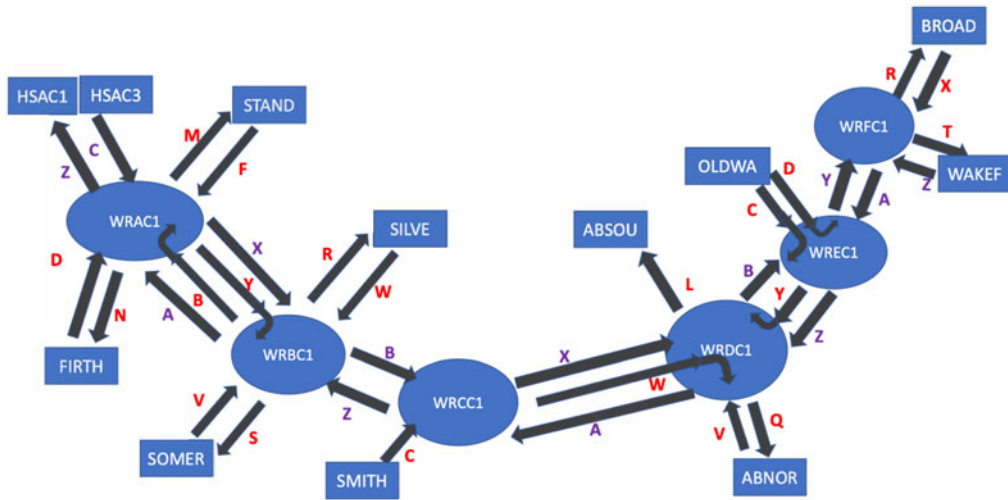 BROAD
R
X
HSAC1
HSAC3
STAND
M
WRFC1
T
C
F
OLDWA
D
Z
Y
Z
WAKEF
A
C
WRAC1
SILVE
ABSOU
WREC1
D
X
R
B
W
L
Y
B
Y
N
A
Z
FIRTH
WRBC1
B
X
WRDC1
W
V
Z
WRCC1
S
A
V
Q
SOMER
C
SMITH
ABNOR